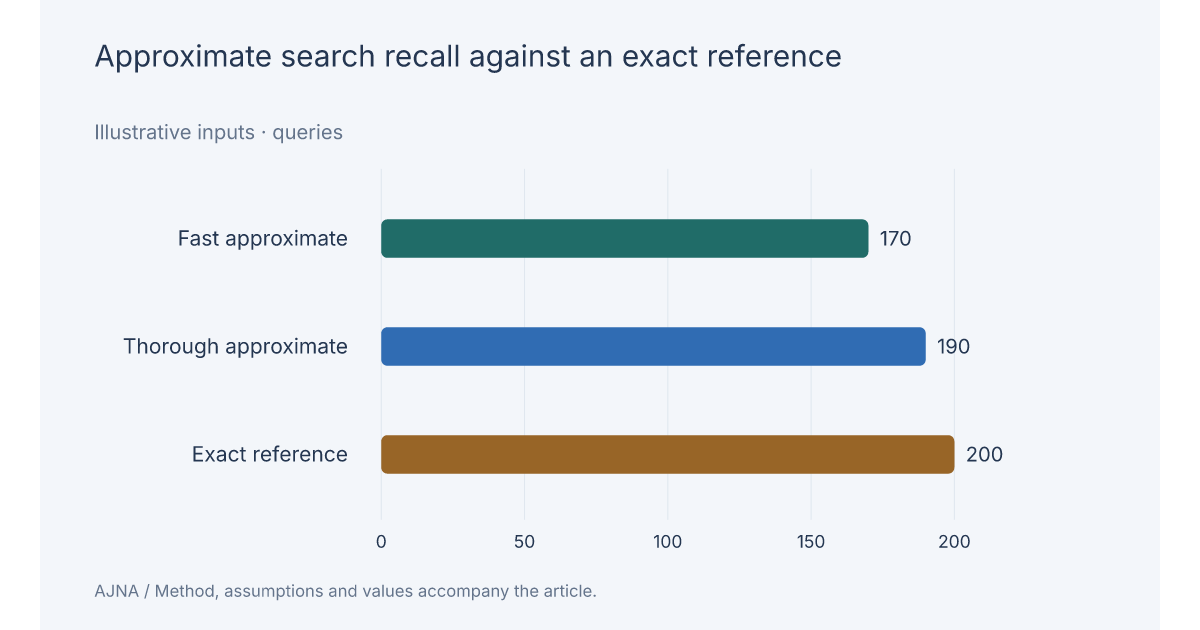 Approximate search recall against an exact reference
Illustrative inputs · queries
Fast approximate 170
Thorough approximate 190
Exact reference 200
0 50 100 150 200
AJNA / Method, assumptions and values accompany the article.